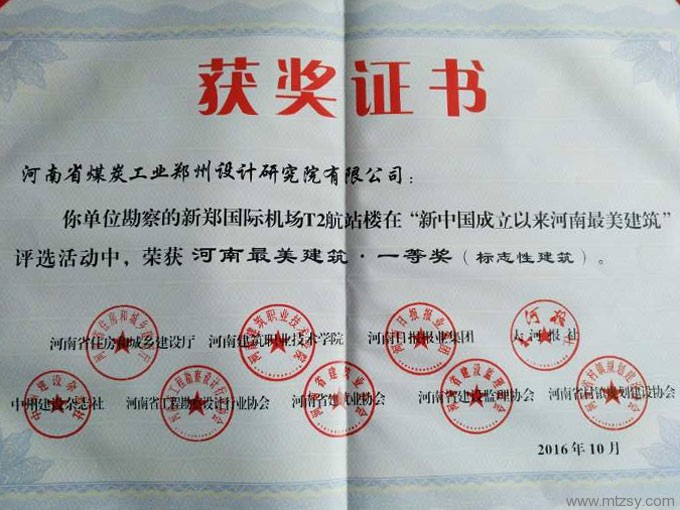 获奖证书
河南省煤炭工业郑州设计研究院有限公司：
你单位勘察的新郑国际机场T2航站楼在“新中国成立以来河南最美建筑”
评选活动中，荣获 河南最美建筑·一等奖（标志性建筑）。
河南省住房和城乡建设厅 河南建筑职业技术学院 河南日报报业集团 大河报社
中州建设杂志社 河南省工程勘察设计行业协会 河南省建筑业协会 河南省建设监理协会 河南省村镇规划建设协会
2016年10月
www.mtzsy.com